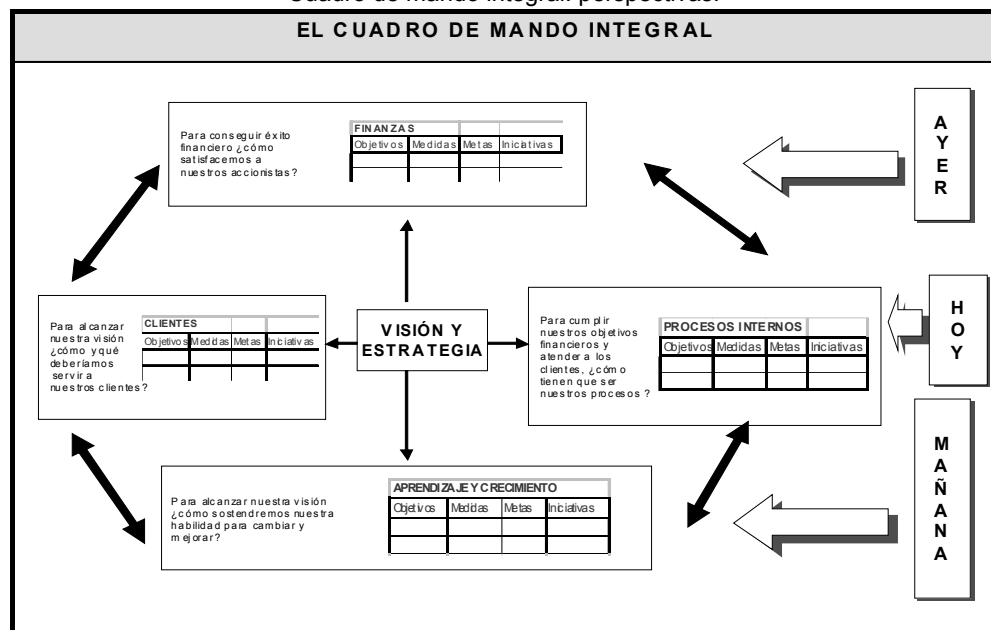 Cuadro de mando integral: perspectivas.
EL CUADRO DE MANDO INTEGRAL
Para conseguir éxito
financiero ¿cómo
satisfacemos a
nuestros accionistas?
FINANZAS
Objetivos Medidas Metas Iniciativas
AYER
Para alcanzar
nuestra visión
¿cómo y qué
deberíamos
servir a
nuestros clientes?
CLIENTES
Objetivos Medidas Metas Iniciativas
VISIÓN Y
ESTRATEGIA
Para cumplir
nuestros objetivos
financieros y
atender a los
clientes, ¿cómo
tienen que ser
nuestros procesos?
PROCESOS INTERNOS
Objetivos Medidas Metas Iniciativas
HOY
Para alcanzar nuestra visión
¿cómo sostendremos nuestra
habilidad para cambiar y
mejorar?
APRENDIZAJE Y CRECIMIENTO
Objetivos Medidas Metas Iniciativas
MAÑANA